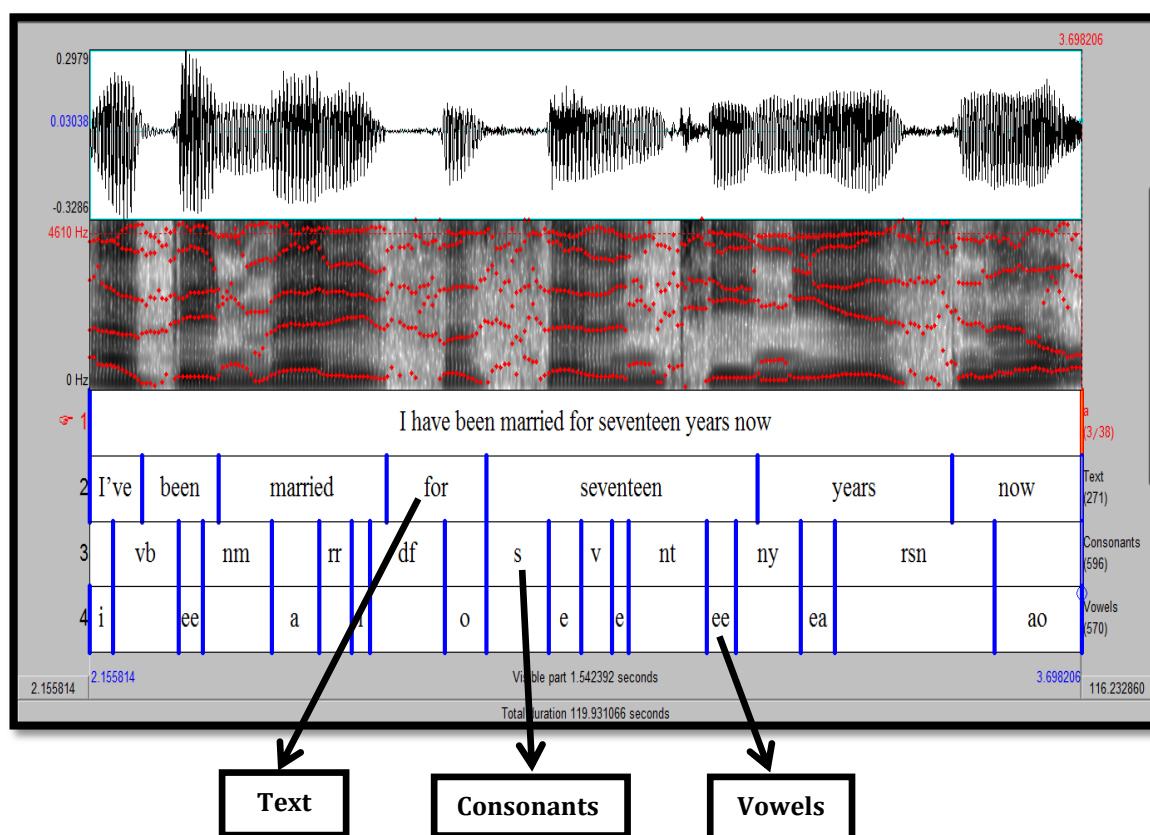 3.698206
0.2979
0.03038
-0.3286
4610 Hz
0 Hz
1 I have been married for seventeen years now a (3/38)
2 I've been married for seventeen years now Text (271)
3 vb nm rr df s v nt ny rsn Consonants (596)
4 i ee a i o e e ee ea ao Vowels (570)
2.155814 2.155814 Visible part 1.542392 seconds 3.698206 116.232860
Total duration 119.931066 seconds
Text Consonants Vowels